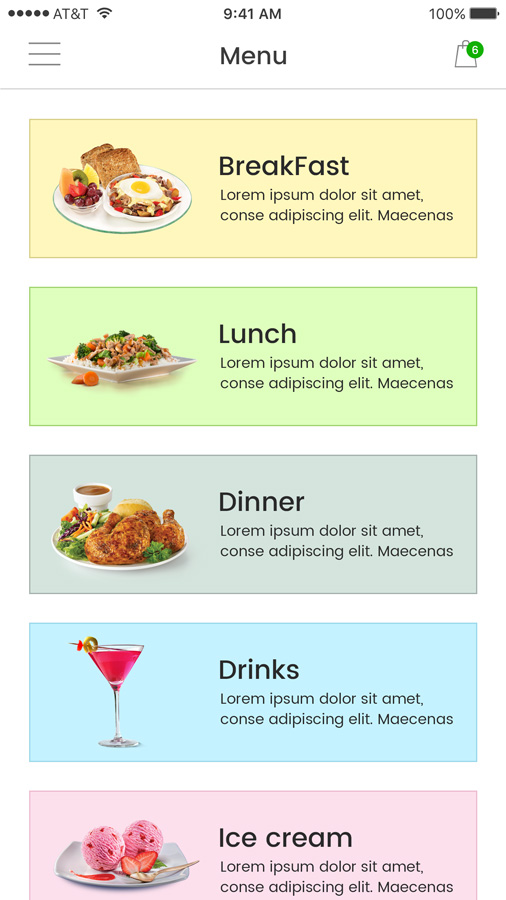 AT&T 9:41 AM 100%
Menu
6
BreakFast
Lorem ipsum dolor sit amet,
conse adipiscing elit. Maecenas
Lunch
Lorem ipsum dolor sit amet,
conse adipiscing elit. Maecenas
Dinner
Lorem ipsum dolor sit amet,
conse adipiscing elit. Maecenas
Drinks
Lorem ipsum dolor sit amet,
conse adipiscing elit. Maecenas
Ice cream
Lorem ipsum dolor sit amet,
conse adipiscing elit. Maecenas